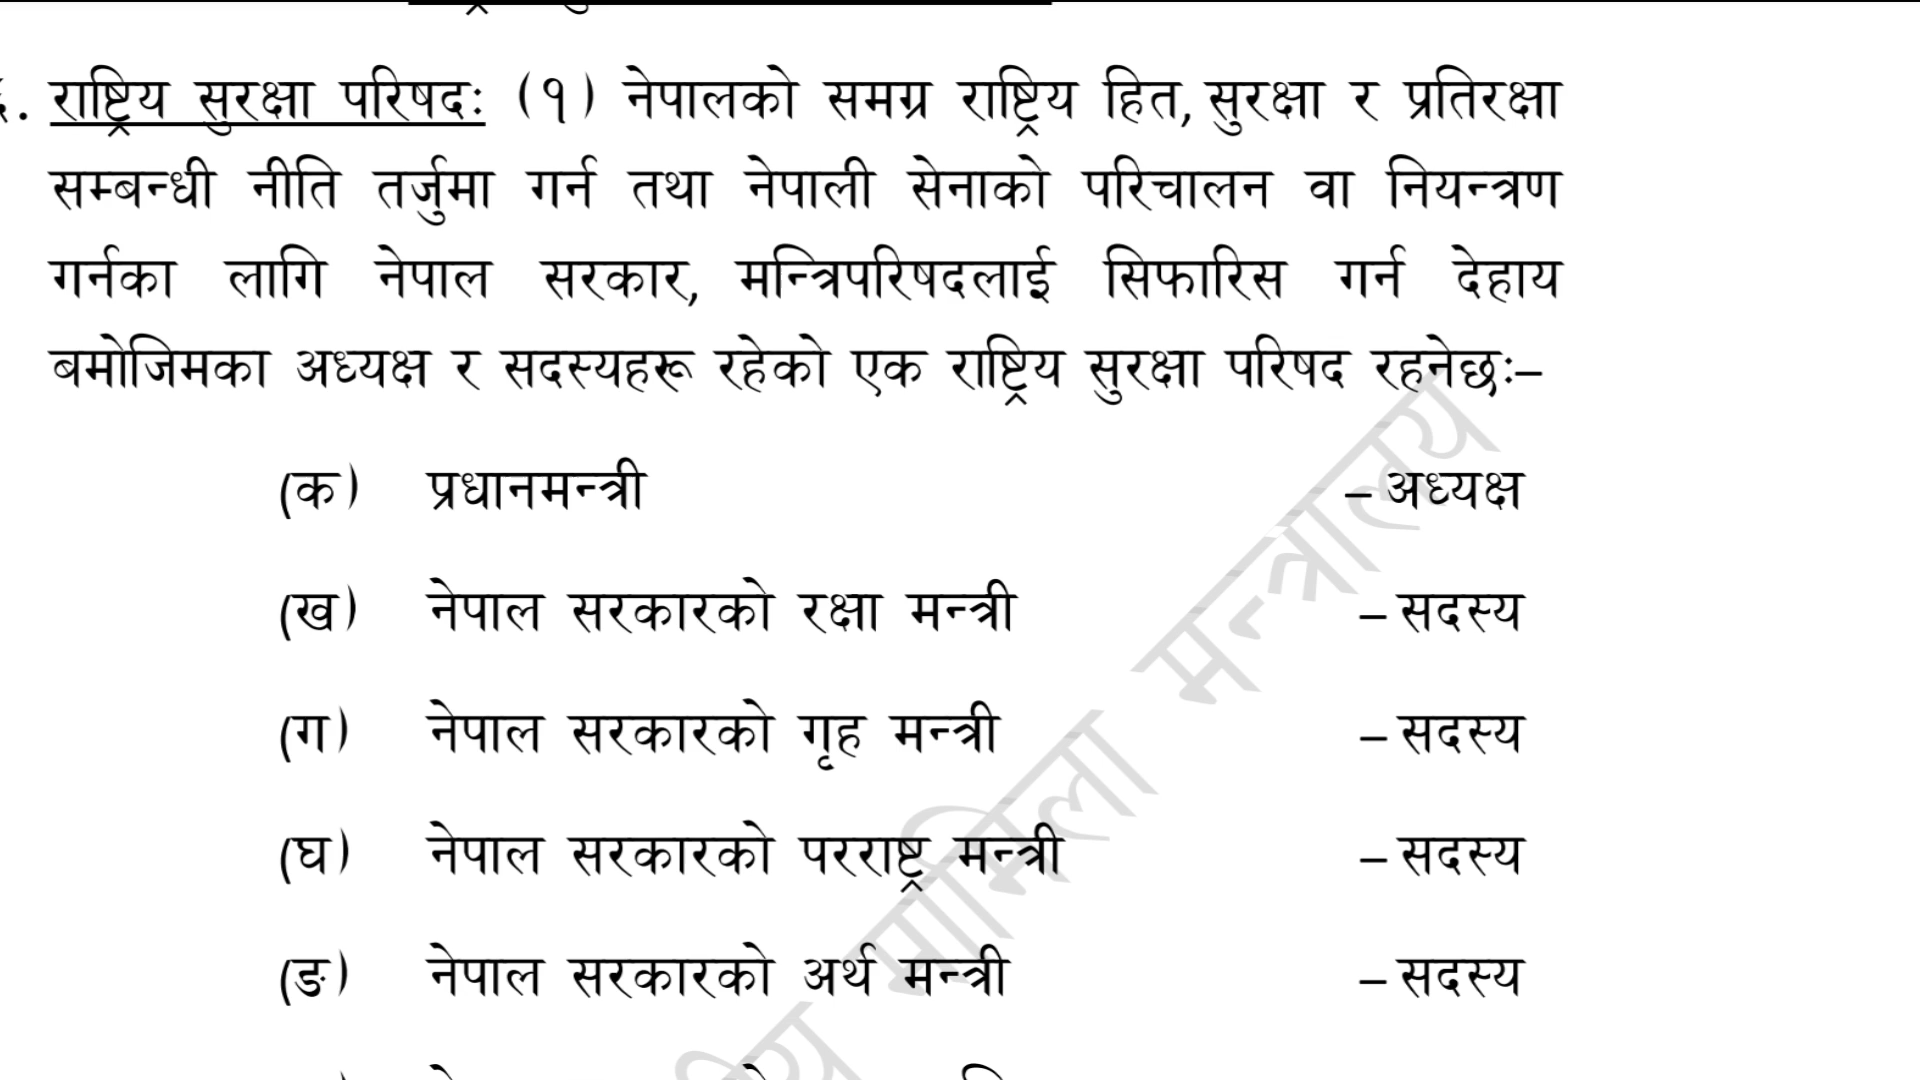 राष्ट्रिय सुरक्षा परिषदः (१) नेपालको समग्र राष्ट्रिय हित, सुरक्षा र प्रतिरक्षा
सम्बन्धी नीति तर्जुमा गर्न तथा नेपाली सेनाको परिचालन वा नियन्त्रण
गर्नका लागि नेपाल सरकार, मन्त्रिपरिषदलाई सिफारिस गर्न देहाय
बमोजिमका अध्यक्ष र सदस्यहरू रहेको एक राष्ट्रिय सुरक्षा परिषद रहनेछः–
(क) प्रधानमन्त्री – अध्यक्ष
(ख) नेपाल सरकारको रक्षा मन्त्री – सदस्य
(ग) नेपाल सरकारको गृह मन्त्री – सदस्य
(घ) नेपाल सरकारको परराष्ट्र मन्त्री – सदस्य
(ङ) नेपाल सरकारको अर्थ मन्त्री – सदस्य
मामिला मन्त्रालय